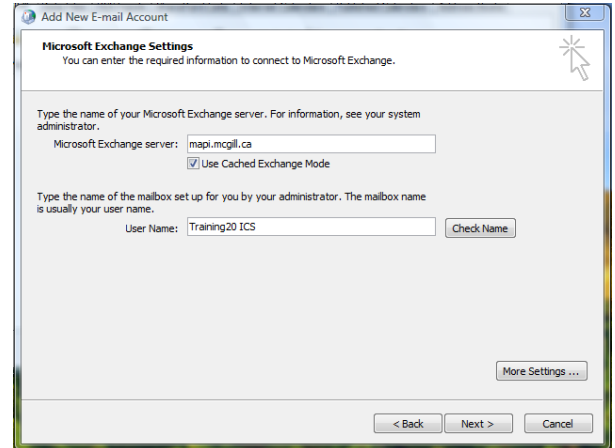 Add New E-mail Account
Microsoft Exchange Settings
You can enter the required information to connect to Microsoft Exchange.
Type the name of your Microsoft Exchange server. For information, see your system
administrator.
Microsoft Exchange server: mapi.mcgill.ca
Use Cached Exchange Mode
Type the name of the mailbox set up for you by your administrator. The mailbox name
is usually your user name.
User Name: Training20 ICS Check Name
More Settings ...
< Back Next > Cancel